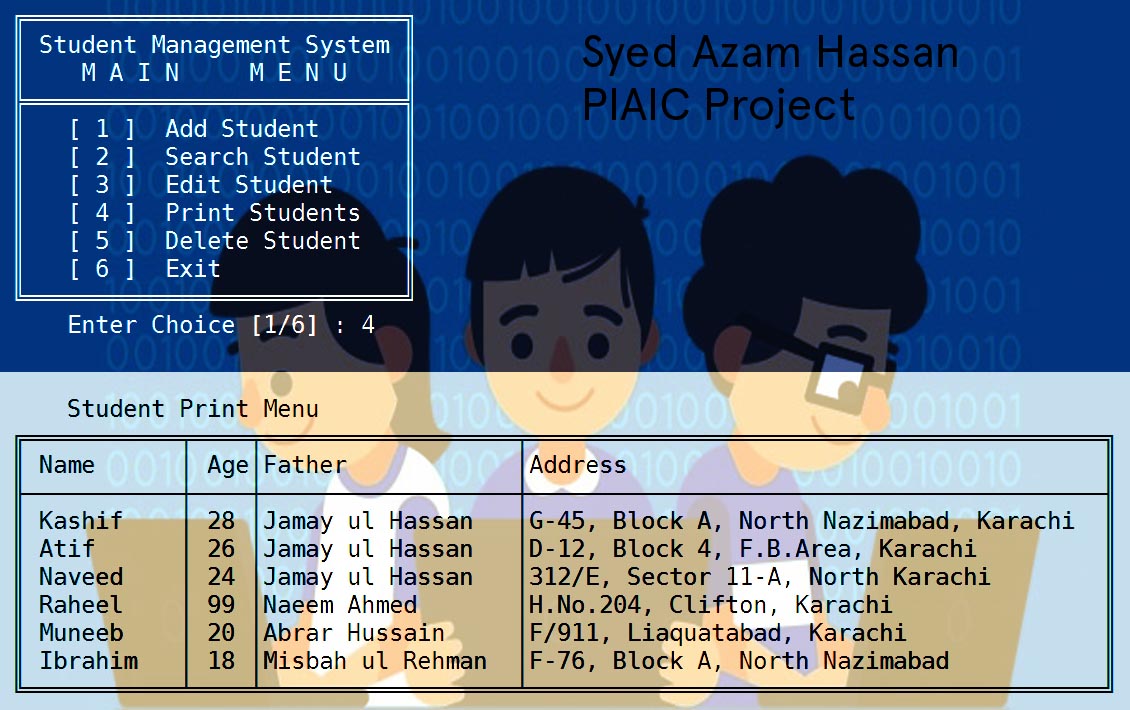 Student Management System
M A I N     M E N U
[ 1 ]  Add Student
[ 2 ]  Search Student
[ 3 ]  Edit Student
[ 4 ]  Print Students
[ 5 ]  Delete Student
[ 6 ]  Exit
Enter Choice [1/6] : 4
Syed Azam Hassan
PIAIC Project
Student Print Menu
Name Age Father Address
Kashif 28 Jamay ul Hassan G-45, Block A, North Nazimabad, Karachi
Atif 26 Jamay ul Hassan D-12, Block 4, F.B.Area, Karachi
Naveed 24 Jamay ul Hassan 312/E, Sector 11-A, North Karachi
Raheel 99 Naeem Ahmed H.No.204, Clifton, Karachi
Muneeb 20 Abrar Hussain F/911, Liaquatabad, Karachi
Ibrahim 18 Misbah ul Rehman F-76, Block A, North Nazimabad